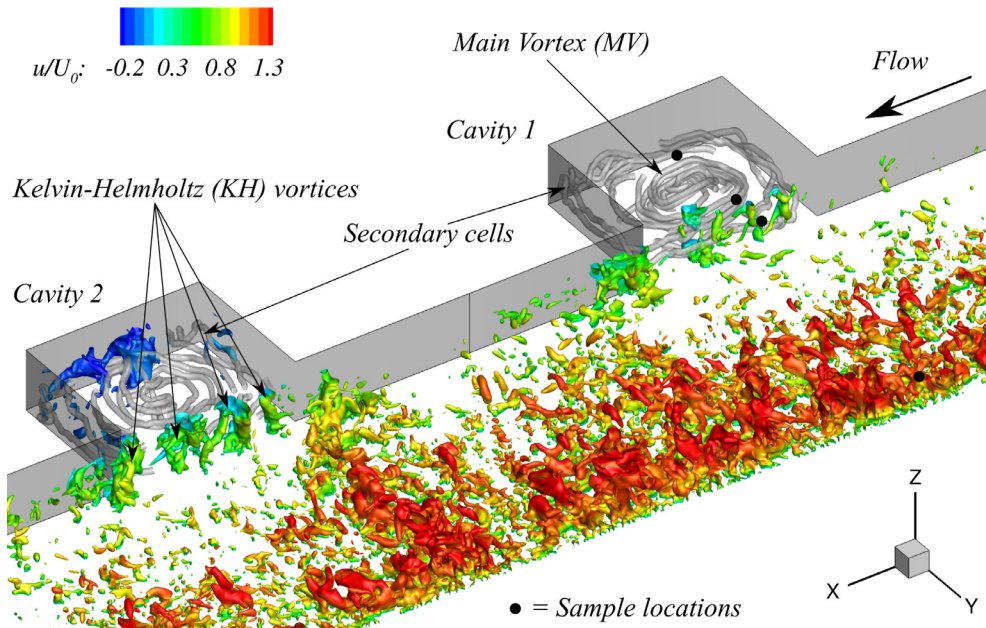 u/U0: -0.2 0.3 0.8 1.3
Main Vortex (MV)
Flow
Cavity 1
Kelvin-Helmholtz (KH) vortices
Secondary cells
Cavity 2
Z
X
Y
= Sample locations